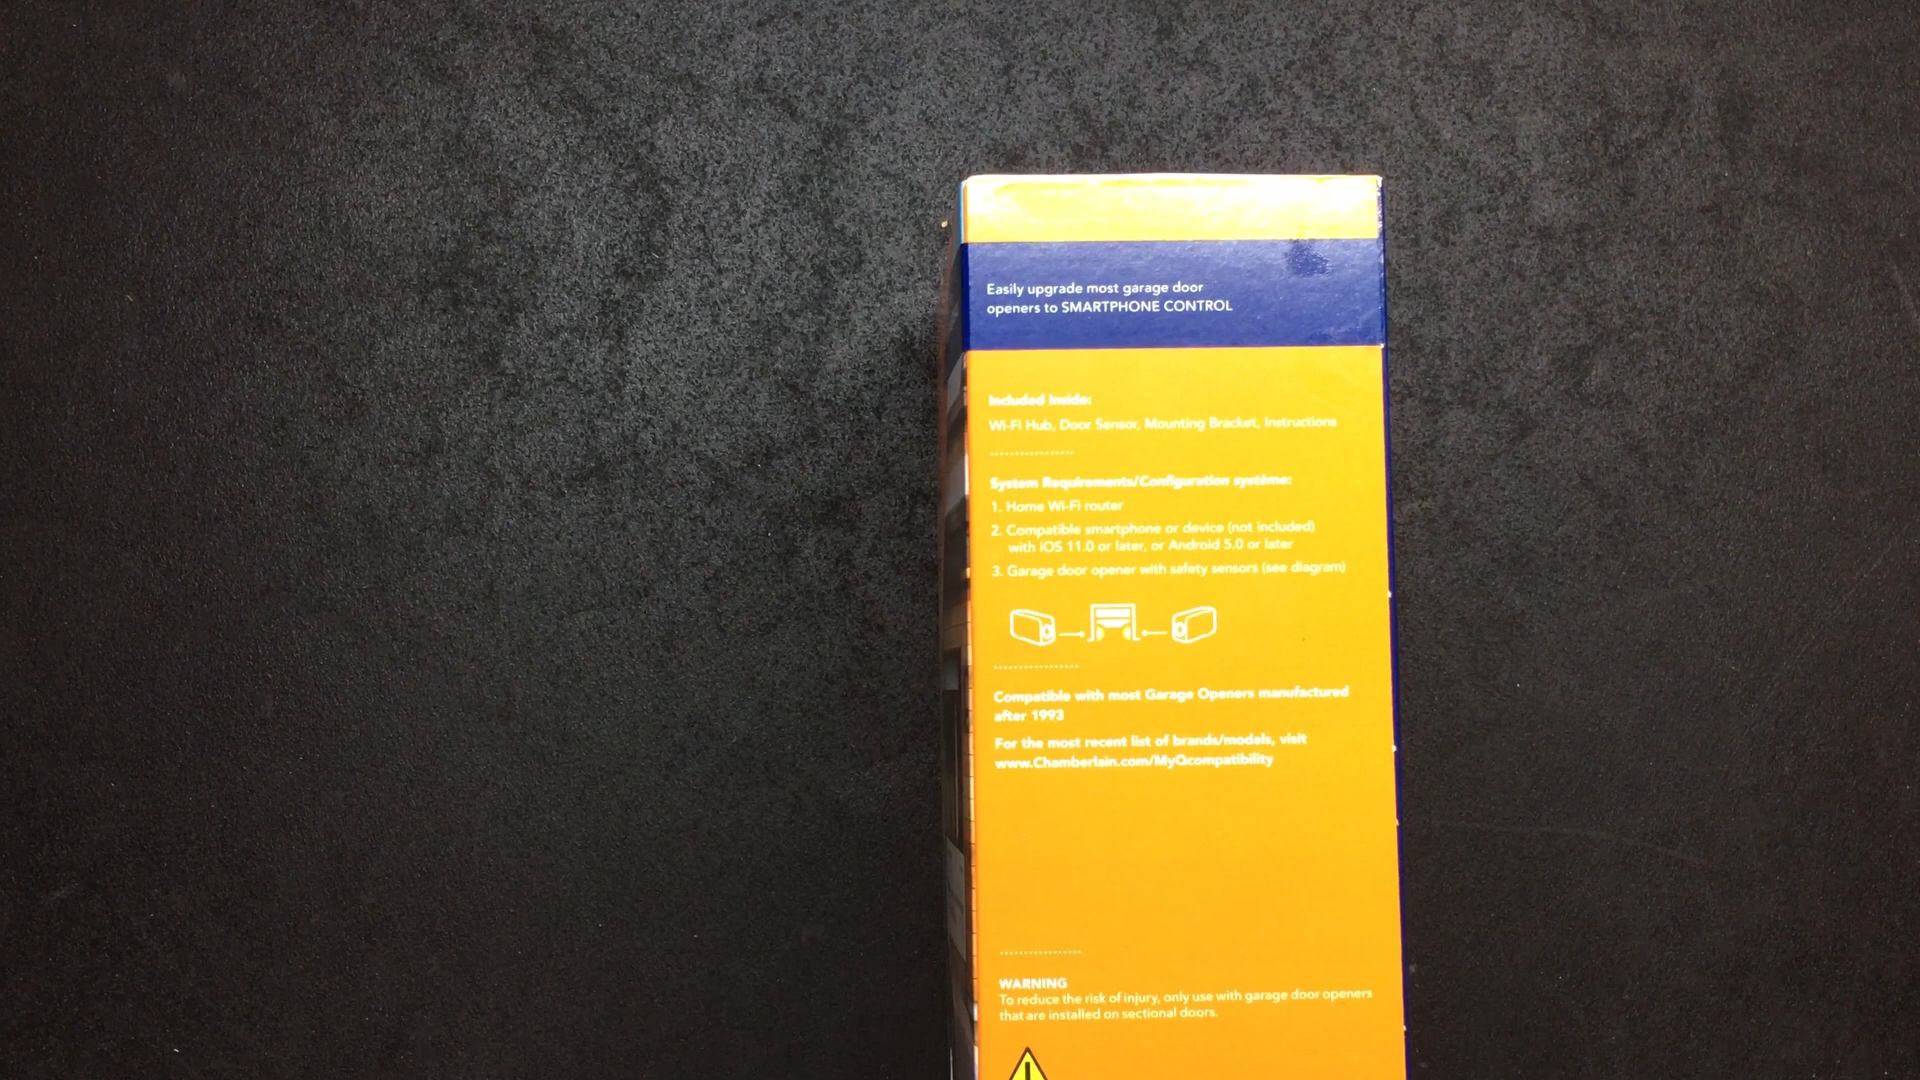 Easily upgrade most garage door
openers to SMARTPHONE CONTROL
Included Inside:
Wi-Fi Hub, Door Sensor, Mounting Bracket, Instructions
System Requirements/Configuration système:
1. Home Wi-Fi router
2. Compatible smartphone or device (not included)
with iOS 11.0 or later, or Android 5.0 or later
3. Garage door opener with safety sensors (see diagram)
Compatible with most Garage Openers manufactured
after 1993
For the most recent list of brands/models, visit
www.Chamberlain.com/MyQcompatibility
WARNING
To reduce the risk of injury, only use with garage door openers
that are installed on sectional doors.